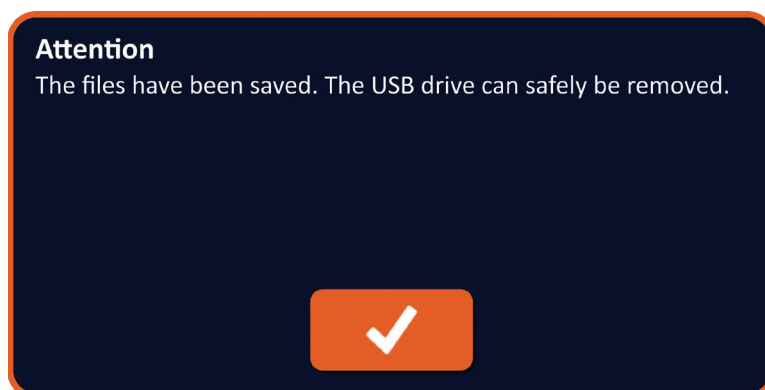 Attention
The files have been saved. The USB drive can safely be removed.